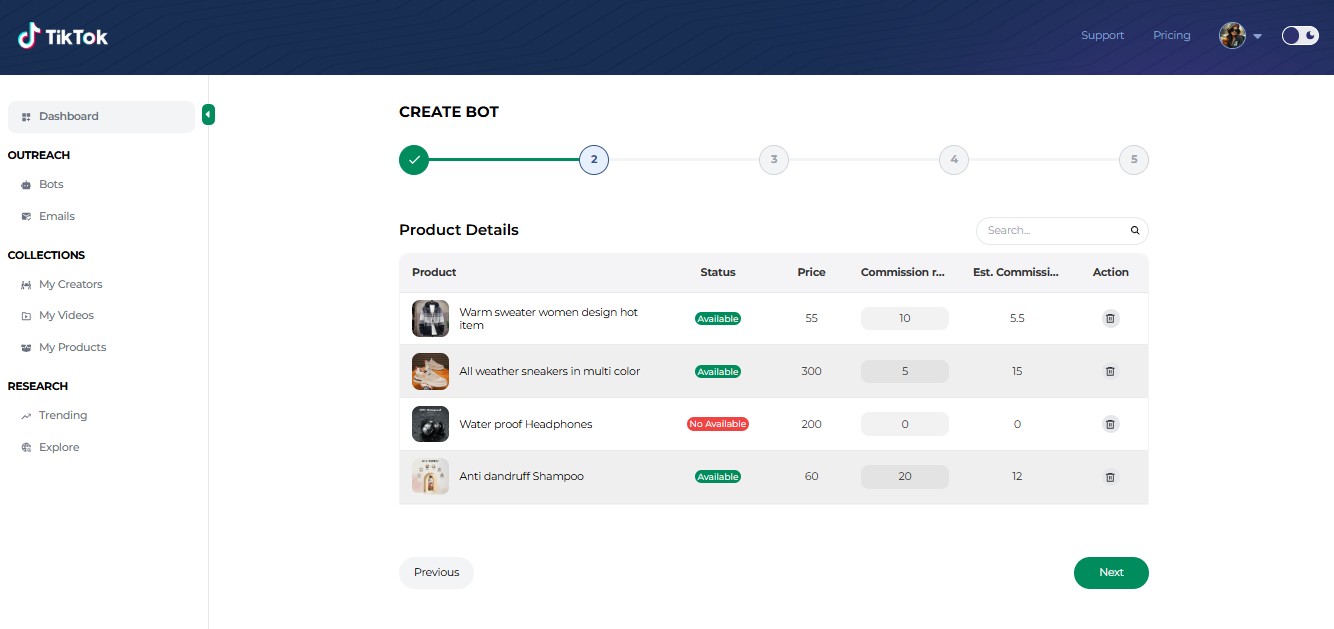 TikTok
Support
Pricing
Dashboard
OUTREACH
Bots
Emails
COLLECTIONS
My Creators
My Videos
My Products
RESEARCH
Trending
Explore
CREATE BOT
2
3
4
5
Product Details
Search...
Product Status Price Commission r... Est. Commissi... Action
Warm sweater women design hot
item
Available 55 10 5.5
All weather sneakers in multi color Available 300 5 15
Water proof Headphones No Available 200 0 0
Anti dandruff Shampoo Available 60 20 12
Previous
Next